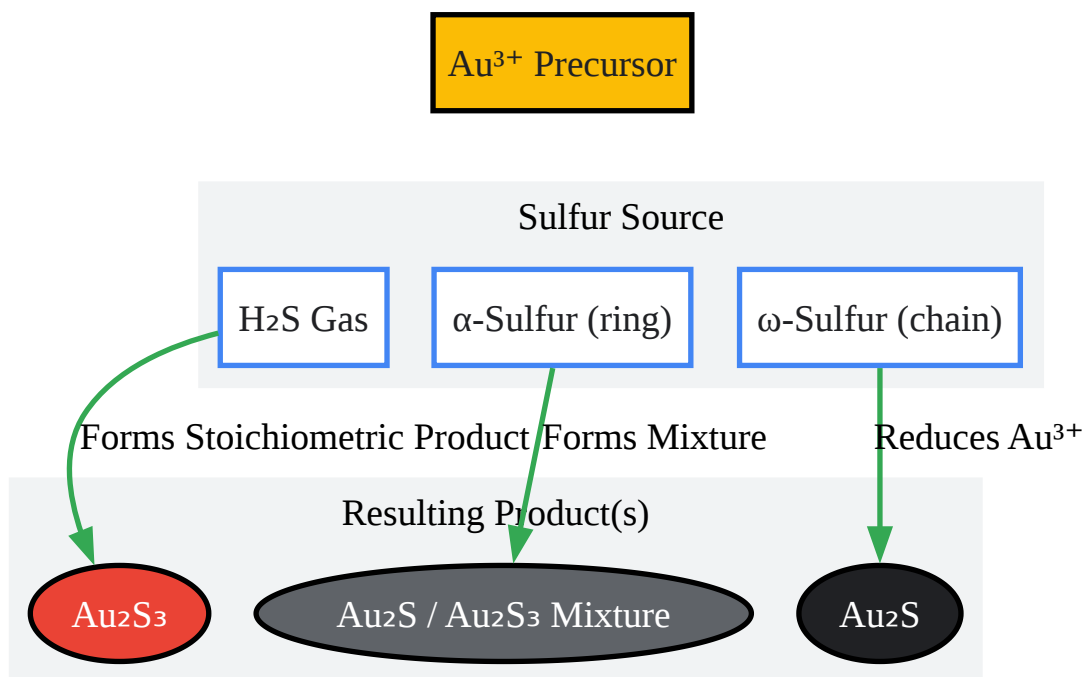 Au³⁺ Precursor
Sulfur Source
H₂S Gas
α-Sulfur (ring)
ω-Sulfur (chain)
Forms Stoichiometric Product
Forms Mixture
Reduces Au³⁺
Resulting Product(s)
Au₂S₃
Au₂S / Au₂S₃ Mixture
Au₂S